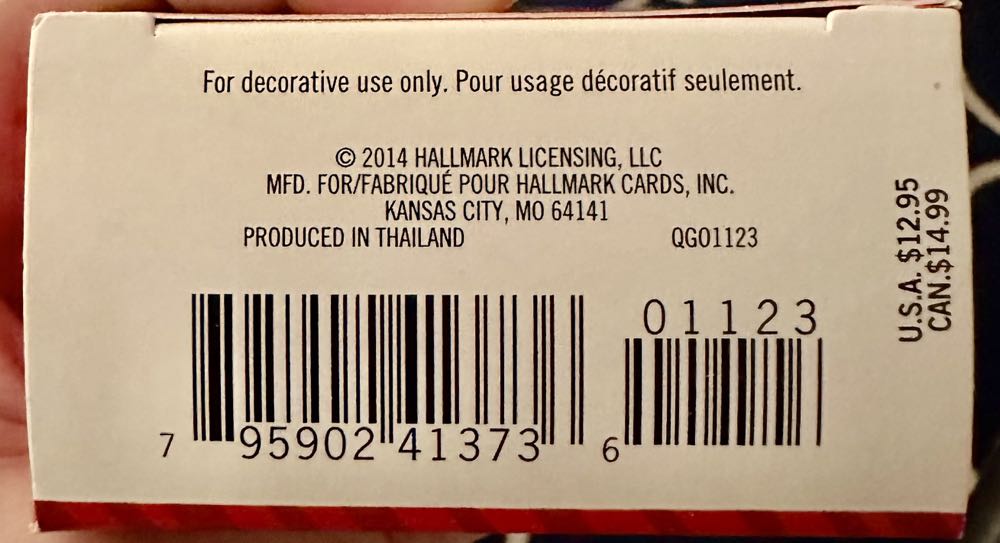 For decorative use only. Pour usage décoratif seulement.
© 2014 HALLMARK LICENSING, LLC
MFD. FOR/FABRIQUÉ POUR HALLMARK CARDS, INC.
KANSAS CITY, MO 64141
PRODUCED IN THAILAND QGO1123
U.S.A. $12.95
CAN.$14.99
01123
7 95902 41373 6